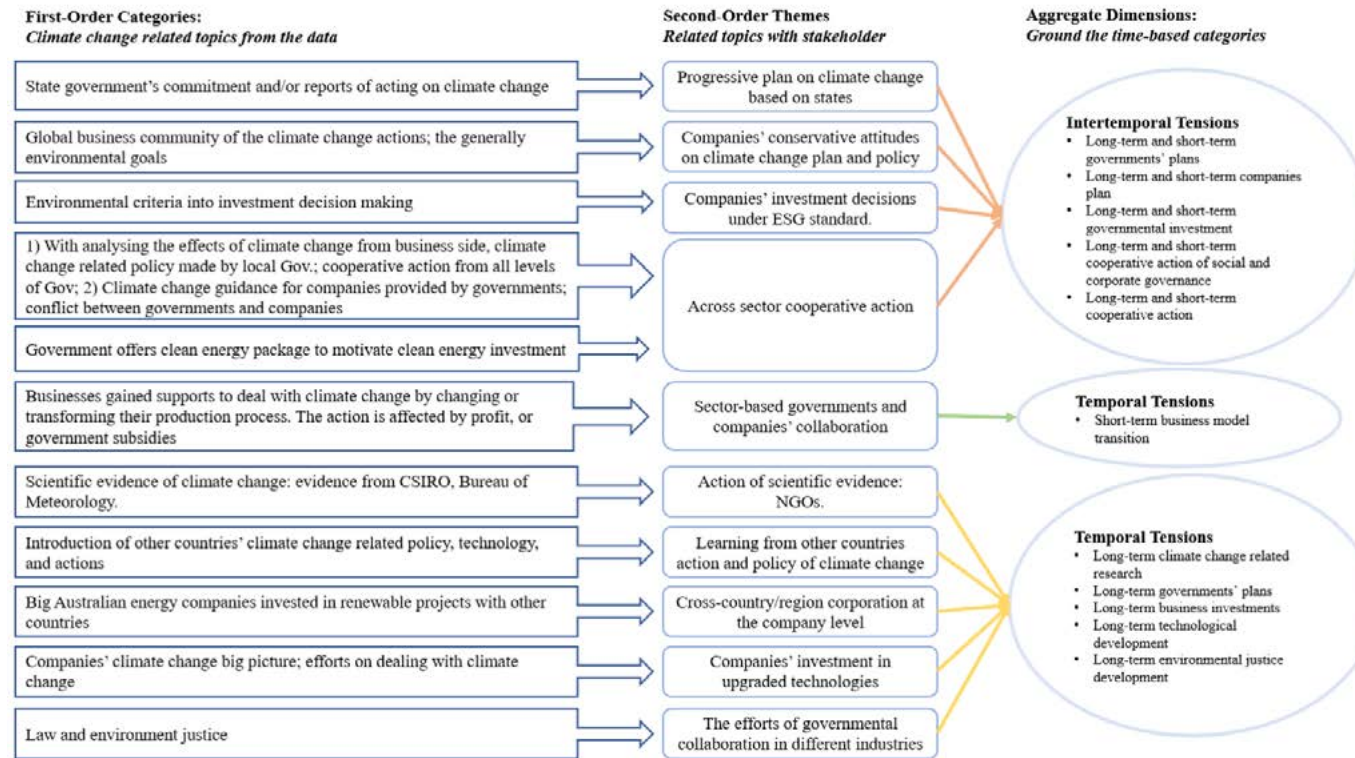 First-Order Categories:
Climate change related topics from the data
Second-Order Themes
Related topics with stakeholder
Aggregate Dimensions:
Ground the time-based categories
State government's commitment and/or reports of acting on climate change
Progressive plan on climate change
based on states
Global business community of the climate change actions; the generally
environmental goals
Companies' conservative attitudes
on climate change plan and policy
Environmental criteria into investment decision making
Companies' investment decisions
under ESG standard.
1) With analysing the effects of climate change from business side, climate
change related policy made by local Gov.; cooperative action from all levels
of Gov; 2) Climate change guidance for companies provided by governments;
conflict between governments and companies
Across sector cooperative action
Government offers clean energy package to motivate clean energy investment
Intertemporal Tensions
• Long-term and short-term
governments' plans
• Long-term and short-term companies
plan
• Long-term and short-term
governmental investment
• Long-term and short-term
cooperative action of social and
corporate governance
• Long-term and short-term
cooperative action
Businesses gained supports to deal with climate change by changing or
transforming their production process. The action is affected by profit, or
government subsidies
Sector-based governments and
companies' collaboration
Temporal Tensions
• Short-term business model
transition
Scientific evidence of climate change: evidence from CSIRO, Bureau of
Meteorology.
Action of scientific evidence:
NGOs.
Introduction of other countries' climate change related policy, technology,
and actions
Learning from other countries
action and policy of climate change
Big Australian energy companies invested in renewable projects with other
countries
Cross-country/region corporation at
the company level
Companies' climate change big picture; efforts on dealing with climate
change
Companies' investment in
upgraded technologies
Law and environment justice
The efforts of governmental
collaboration in different industries
Temporal Tensions
• Long-term climate change related
research
• Long-term governments' plans
• Long-term business investments
• Long-term technological
development
• Long-term environmental justice
development